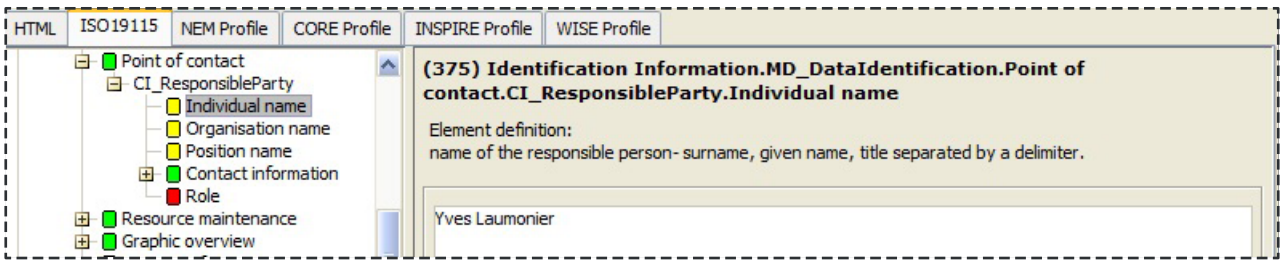 HTML ISO19115 NEM Profile CORE Profile INSPIRE Profile WISE Profile
Point of contact
CI_ResponsibleParty
Individual name
Organisation name
Position name
Contact information
Role
Resource maintenance
Graphic overview
(375) Identification Information.MD_DataIdentification.Point of
contact.CI_ResponsibleParty.Individual name
Element definition:
name of the responsible person- surname, given name, title separated by a delimiter.
Yves Laumonier